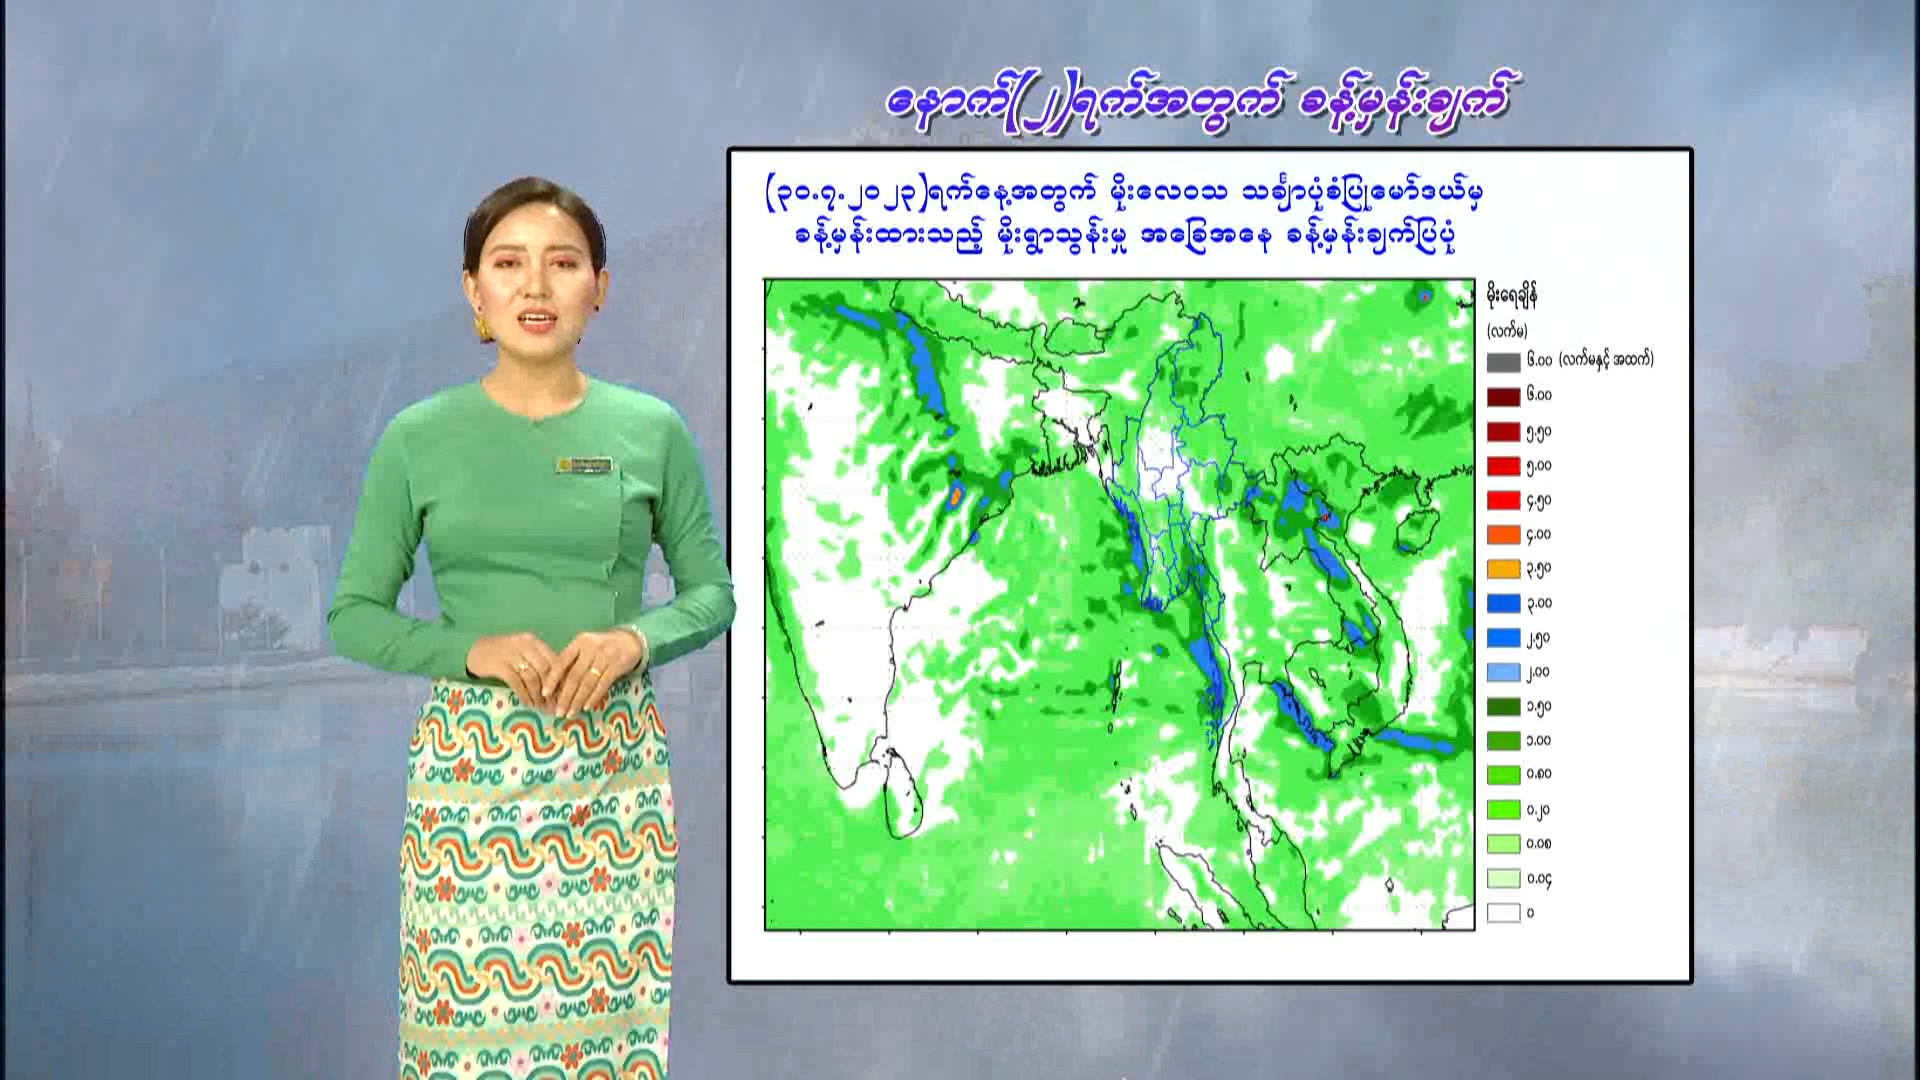 နောက်(၂)ရက်အတွက် ခန့်မှန်းချက်
(၃၀.၇.၂၀၂၃)ရက်နေ့အတွက် မိုးလေဝသ သင်္ချာပုံစံပြုမော်ဒယ်မှ
ခန့်မှန်းထားသည့် မိုးရွာသွန်းမှု အခြေအနေ ခန့်မှန်းချက်ပြပုံ
မိုးရေချိန်
(လက်မ)
၆.၀၀ (လက်မနှင့် အထက်)
၆.၀၀
၅.၅၀
၅.၀၀
၄.၅၀
၄.၀၀
၃.၅၀
၃.၀၀
၂.၅၀
၂.၀၀
၁.၅၀
၁.၀၀
၀.၈၀
၀.၂၀
၀.၀၈
၀.၀၄
၀